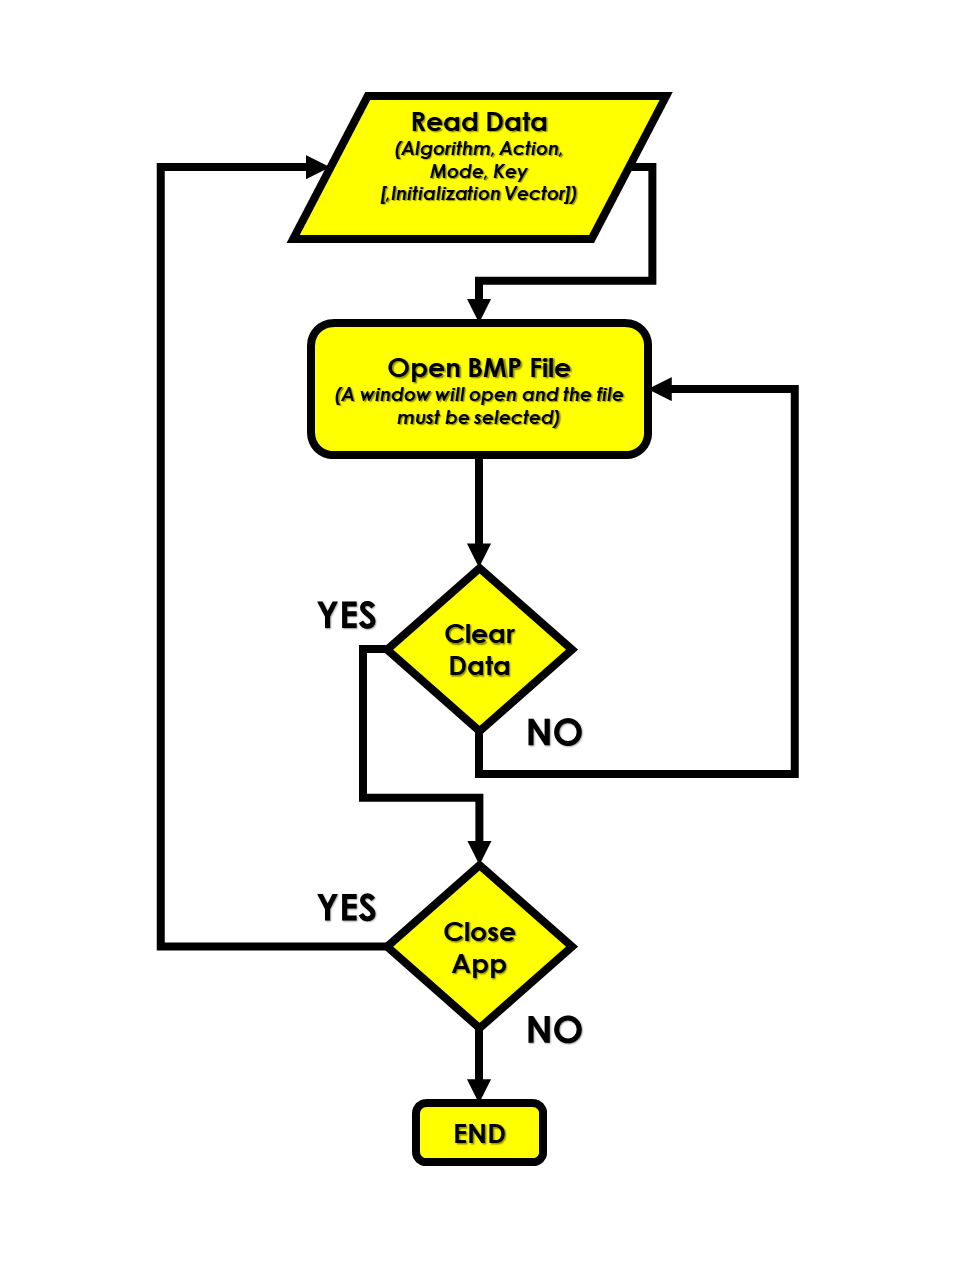 Read Data
(Algorithm, Action,
Mode, Key
[,Initialization Vector])
Open BMP File
(A window will open and the file
must be selected)
YES
Clear
Data
NO
YES
Close
App
NO
END